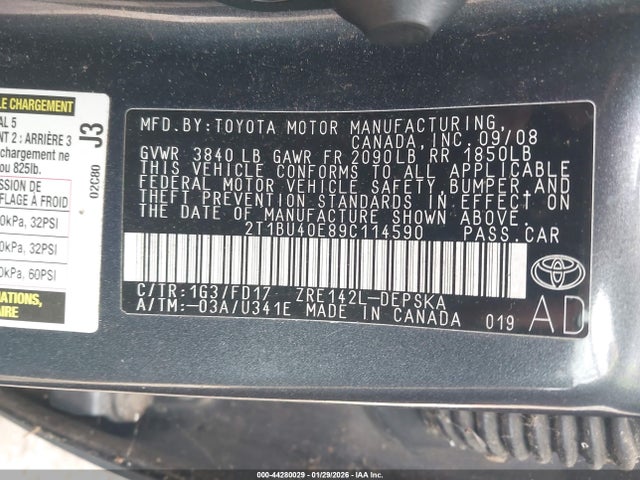 LE CHARGEMENT
AL 5
NT 2 : ARRIÈRE 3
chargement ne
ou 825lb.
ESSION DE
FLAGE À FROID
0kPa, 32PSI
0kPa, 32PSI
0kPa, 60PSI
MATIONS,
AIRE
J3
02C80
MFD. BY: TOYOTA MOTOR MANUFACTURING,
CANADA, INC. 09/08
GVWR 3840 LB GAWR FR 2090LB RR 1850LB
THIS VEHICLE CONFORMS TO ALL APPLICABLE
FEDERAL MOTOR VEHICLE SAFETY, BUMPER, AND
THEFT PREVENTION STANDARDS IN EFFECT ON
THE DATE OF MANUFACTURE SHOWN ABOVE.
2T1BU40E89C114590 PASS.CAR
C/TR: 1G3/FD17 ZRE142L-DEPSKA
A/TM: -03A/U341E MADE IN CANADA 019 AD
000-44280029 - 01/29/2026 - IAA Inc.